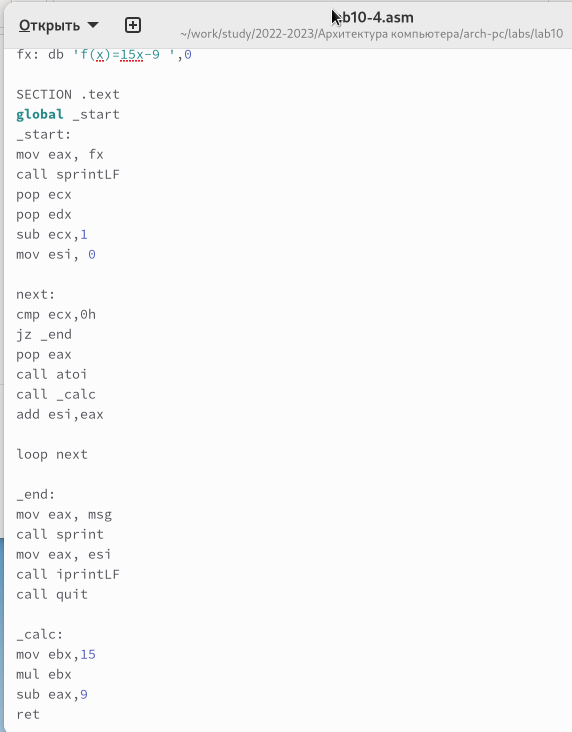 Открыть
b10-4.asm
~/work/study/2022-2023/Архитектура компьютера/arch-pc/labs/lab10
fx: db 'f(x)=15x-9 ',0
SECTION .text
global _start
_start:
mov eax, fx
call sprintLF
pop ecx
pop edx
sub ecx,1
mov esi, 0
next:
cmp ecx,0h
jz _end
pop eax
call atoi
call _calc
add esi,eax
loop next
_end:
mov eax, msg
call sprint
mov eax, esi
call iprintLF
call quit
_calc:
mov ebx,15
mul ebx
sub eax,9
ret